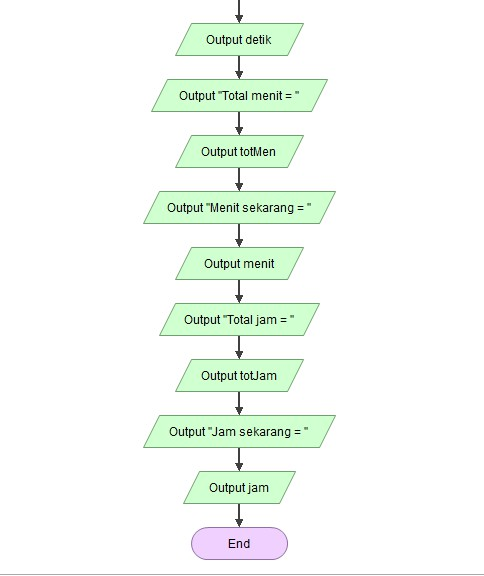 Output detik
Output "Total menit = "
Output totMen
Output "Menit sekarang = "
Output menit
Output "Total jam = "
Output totJam
Output "Jam sekarang = "
Output jam
End